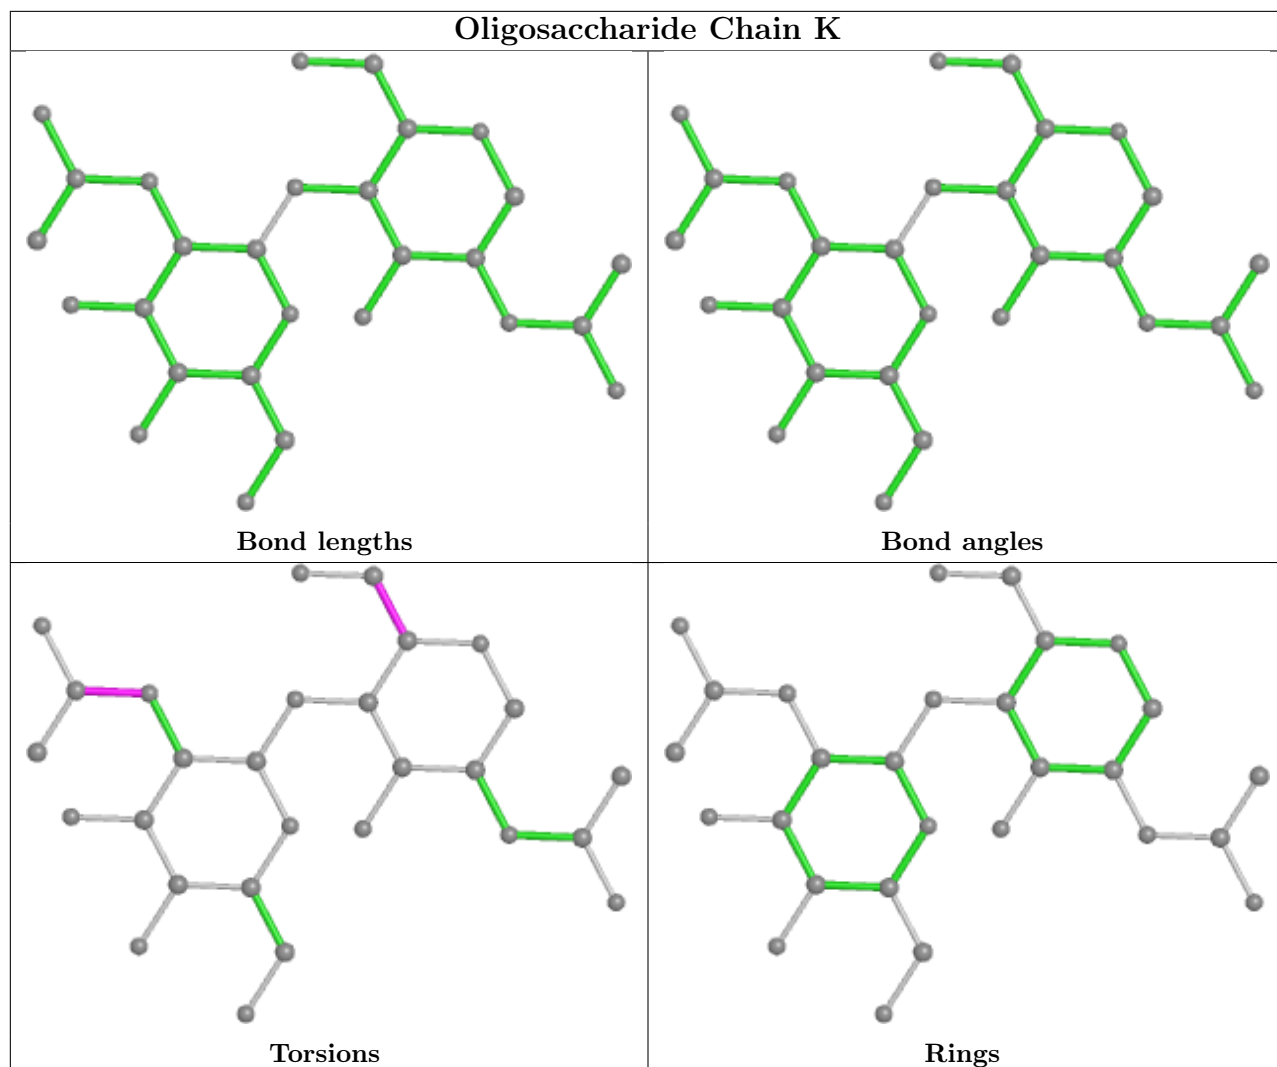 Oligosaccharide Chain K
Bond lengths
Bond angles
Torsions
Rings